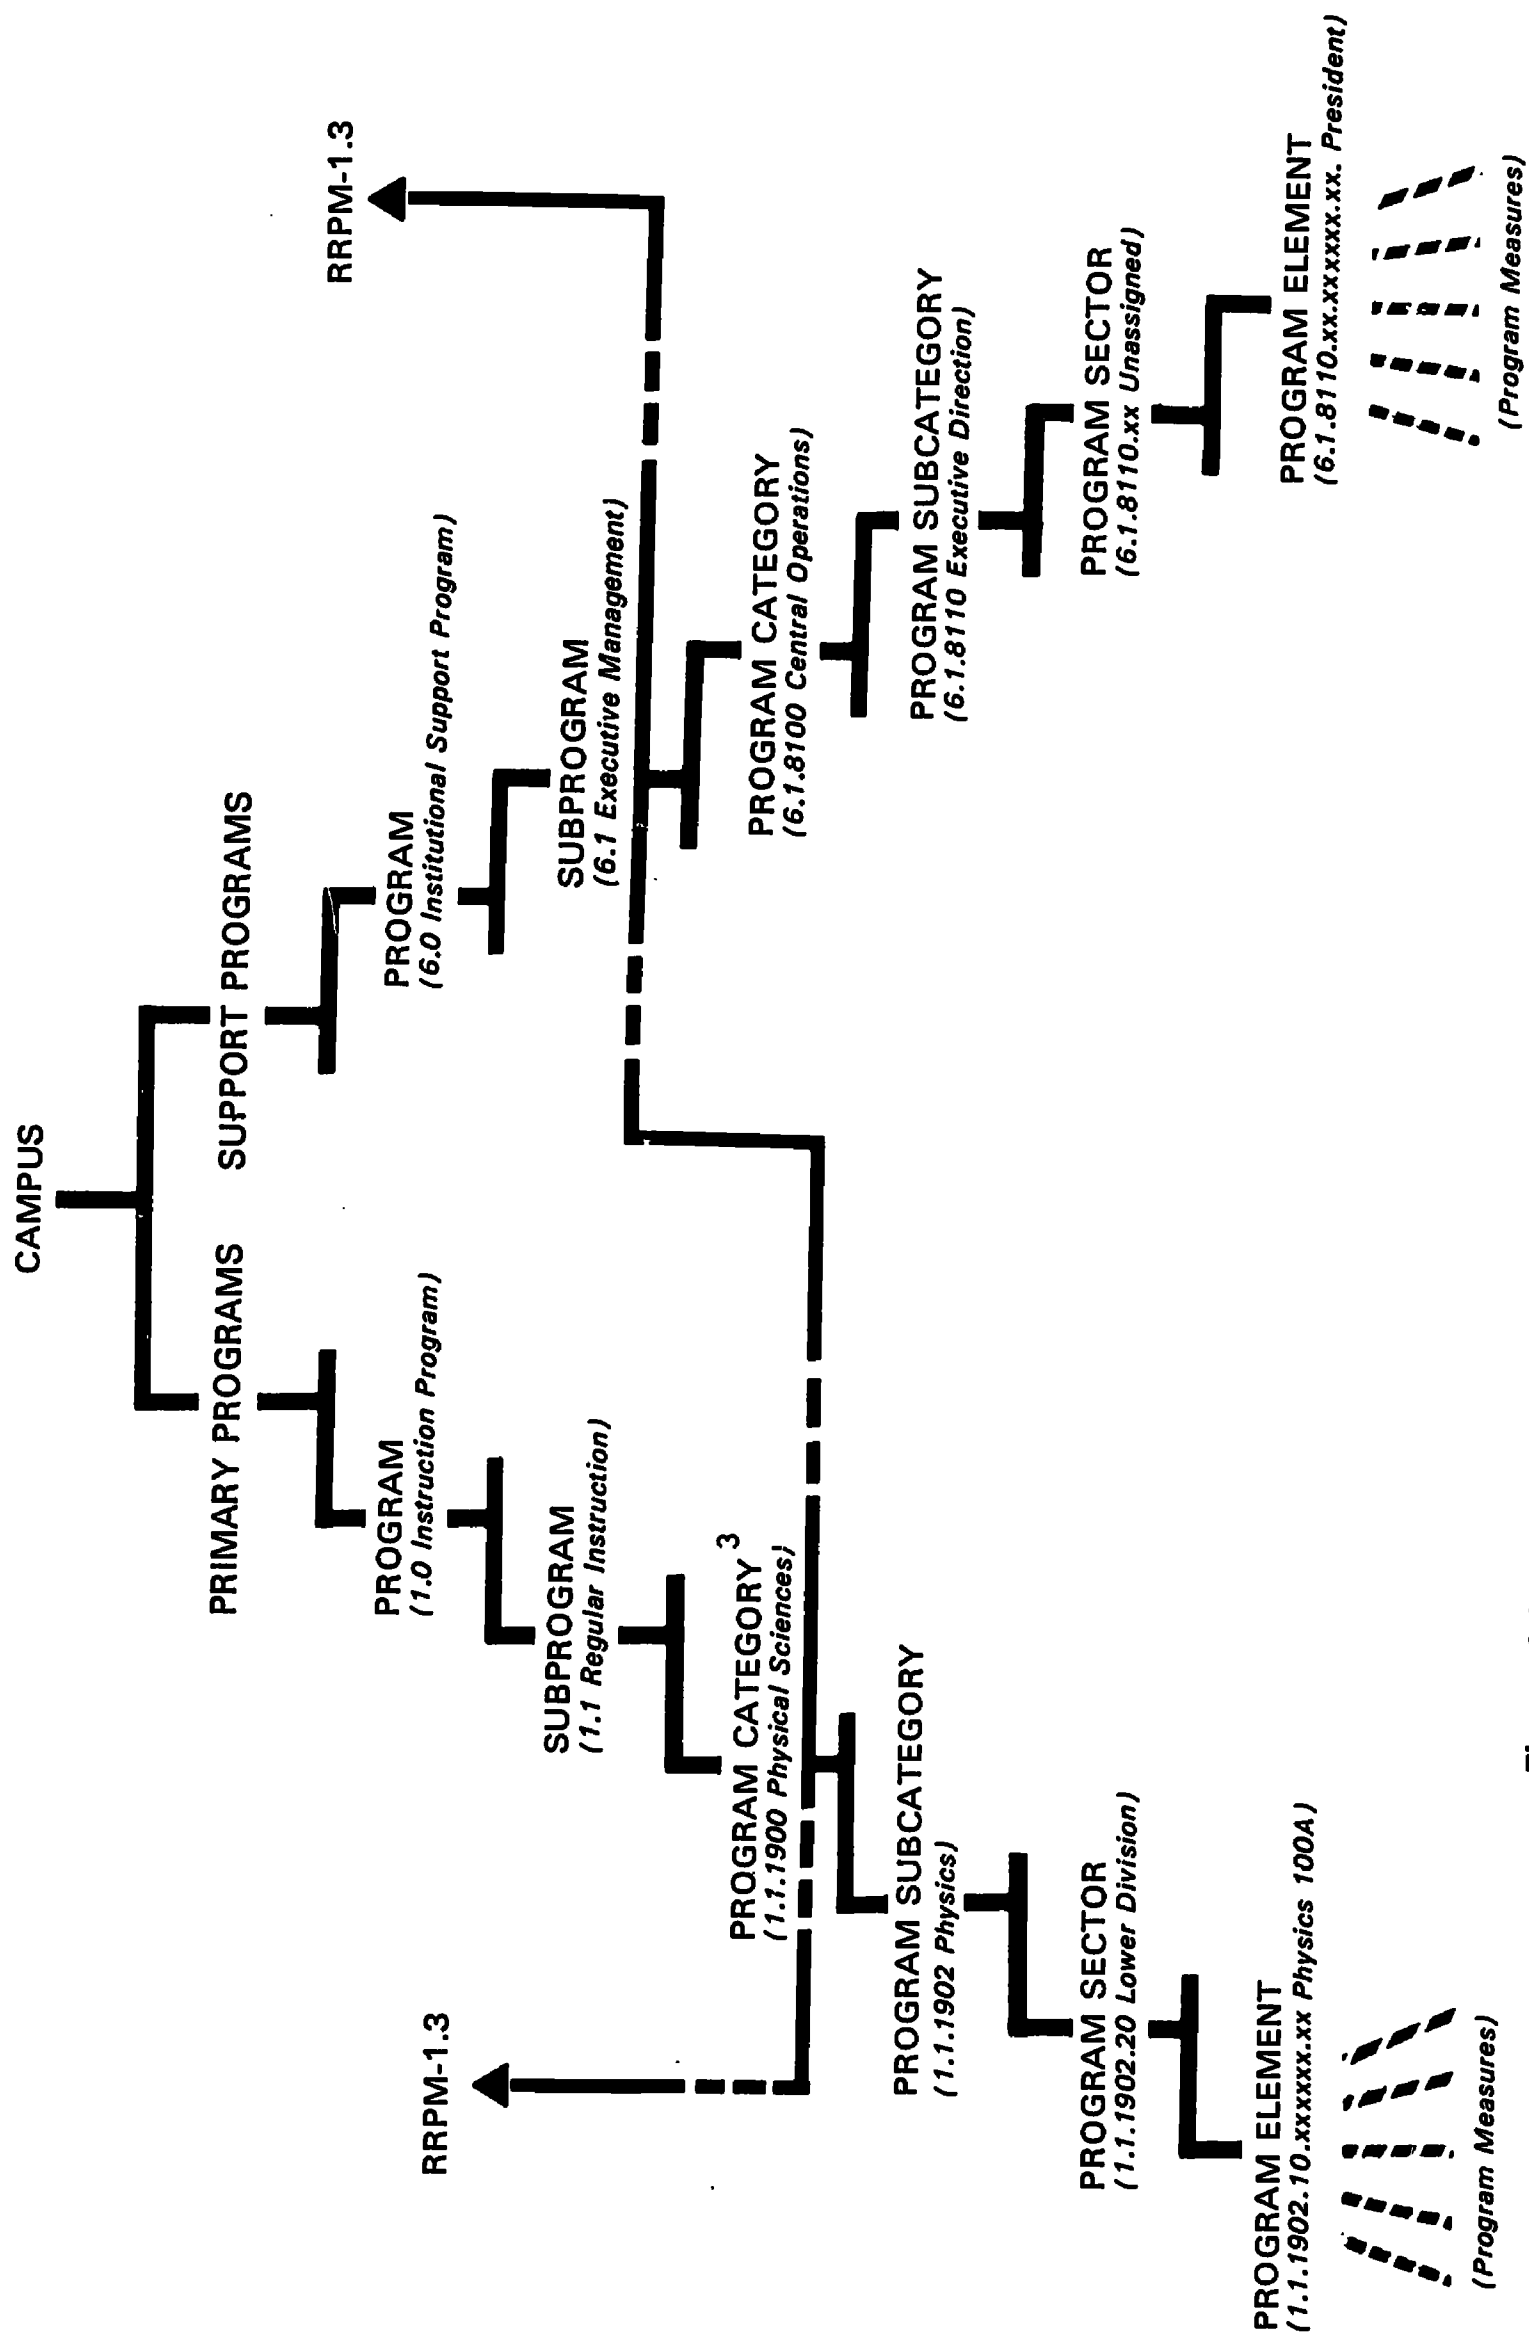 CAMPUS
PRIMARY PROGRAMS
SUPPORT PROGRAMS
RRPM-1.3
RRPM-1.3
PROGRAM
(1.0 Instruction Program)
PROGRAM
(6.0 Institutional Support Program)
SUBPROGRAM
(1.1 Regular Instruction)
SUBPROGRAM
(6.1 Executive Management)
PROGRAM CATEGORY 3
(1.1.1900 Physical Sciences)
PROGRAM CATEGORY
(6.1.8100 Central Operations)
PROGRAM SUBCATEGORY
(1.1.1902 Physics)
PROGRAM SUBCATEGORY
(6.1.8110 Executive Direction)
PROGRAM SECTOR
(1.1.1902.20 Lower Division)
PROGRAM SECTOR
(6.1.8110.xx Unassigned)
PROGRAM ELEMENT
(1.1.1902.10.xxxxxx.xx Physics 100A)
PROGRAM ELEMENT
(6.1.8110.xx.xxxxxx.xx. President)
(Program Measures)
(Program Measures)